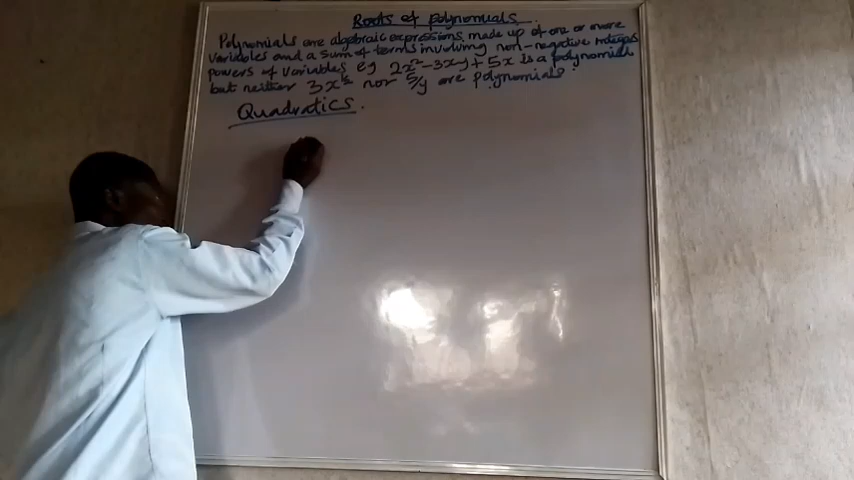 Roots of polynomials
Polynomials are algebraic expressions made up of one or more
variables and a sum of terms involving non-negative integer
powers of variables eg 2x² - 3xy + 5x is a polynomial
but neither 3x^½ nor 5/y are polynomials.
Quadratics.